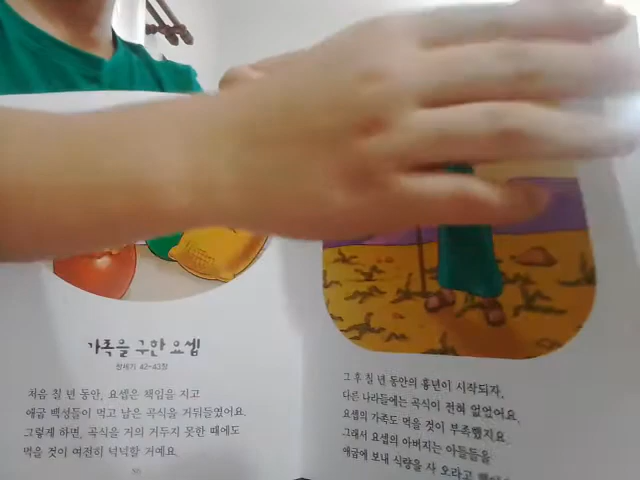 가족을 구한 요셉
창세기 42-43장
처음 칠 년 동안, 요셉은 책임을 지고
애굽 백성들이 먹고 남은 곡식을 거둬들였어요.
그렇게 하면, 곡식을 거의 거두지 못한 때에도
먹을 것이 여전히 넉넉할 거예요.
50
그 후 칠 년 동안의 흉년이 시작되자,
다른 나라들에는 곡식이 전혀 없었어요.
요셉의 가족도 먹을 것이 부족했지요.
그래서 요셉의 아버지는 아들들을
애굽에 보내 식량을 사 오라고